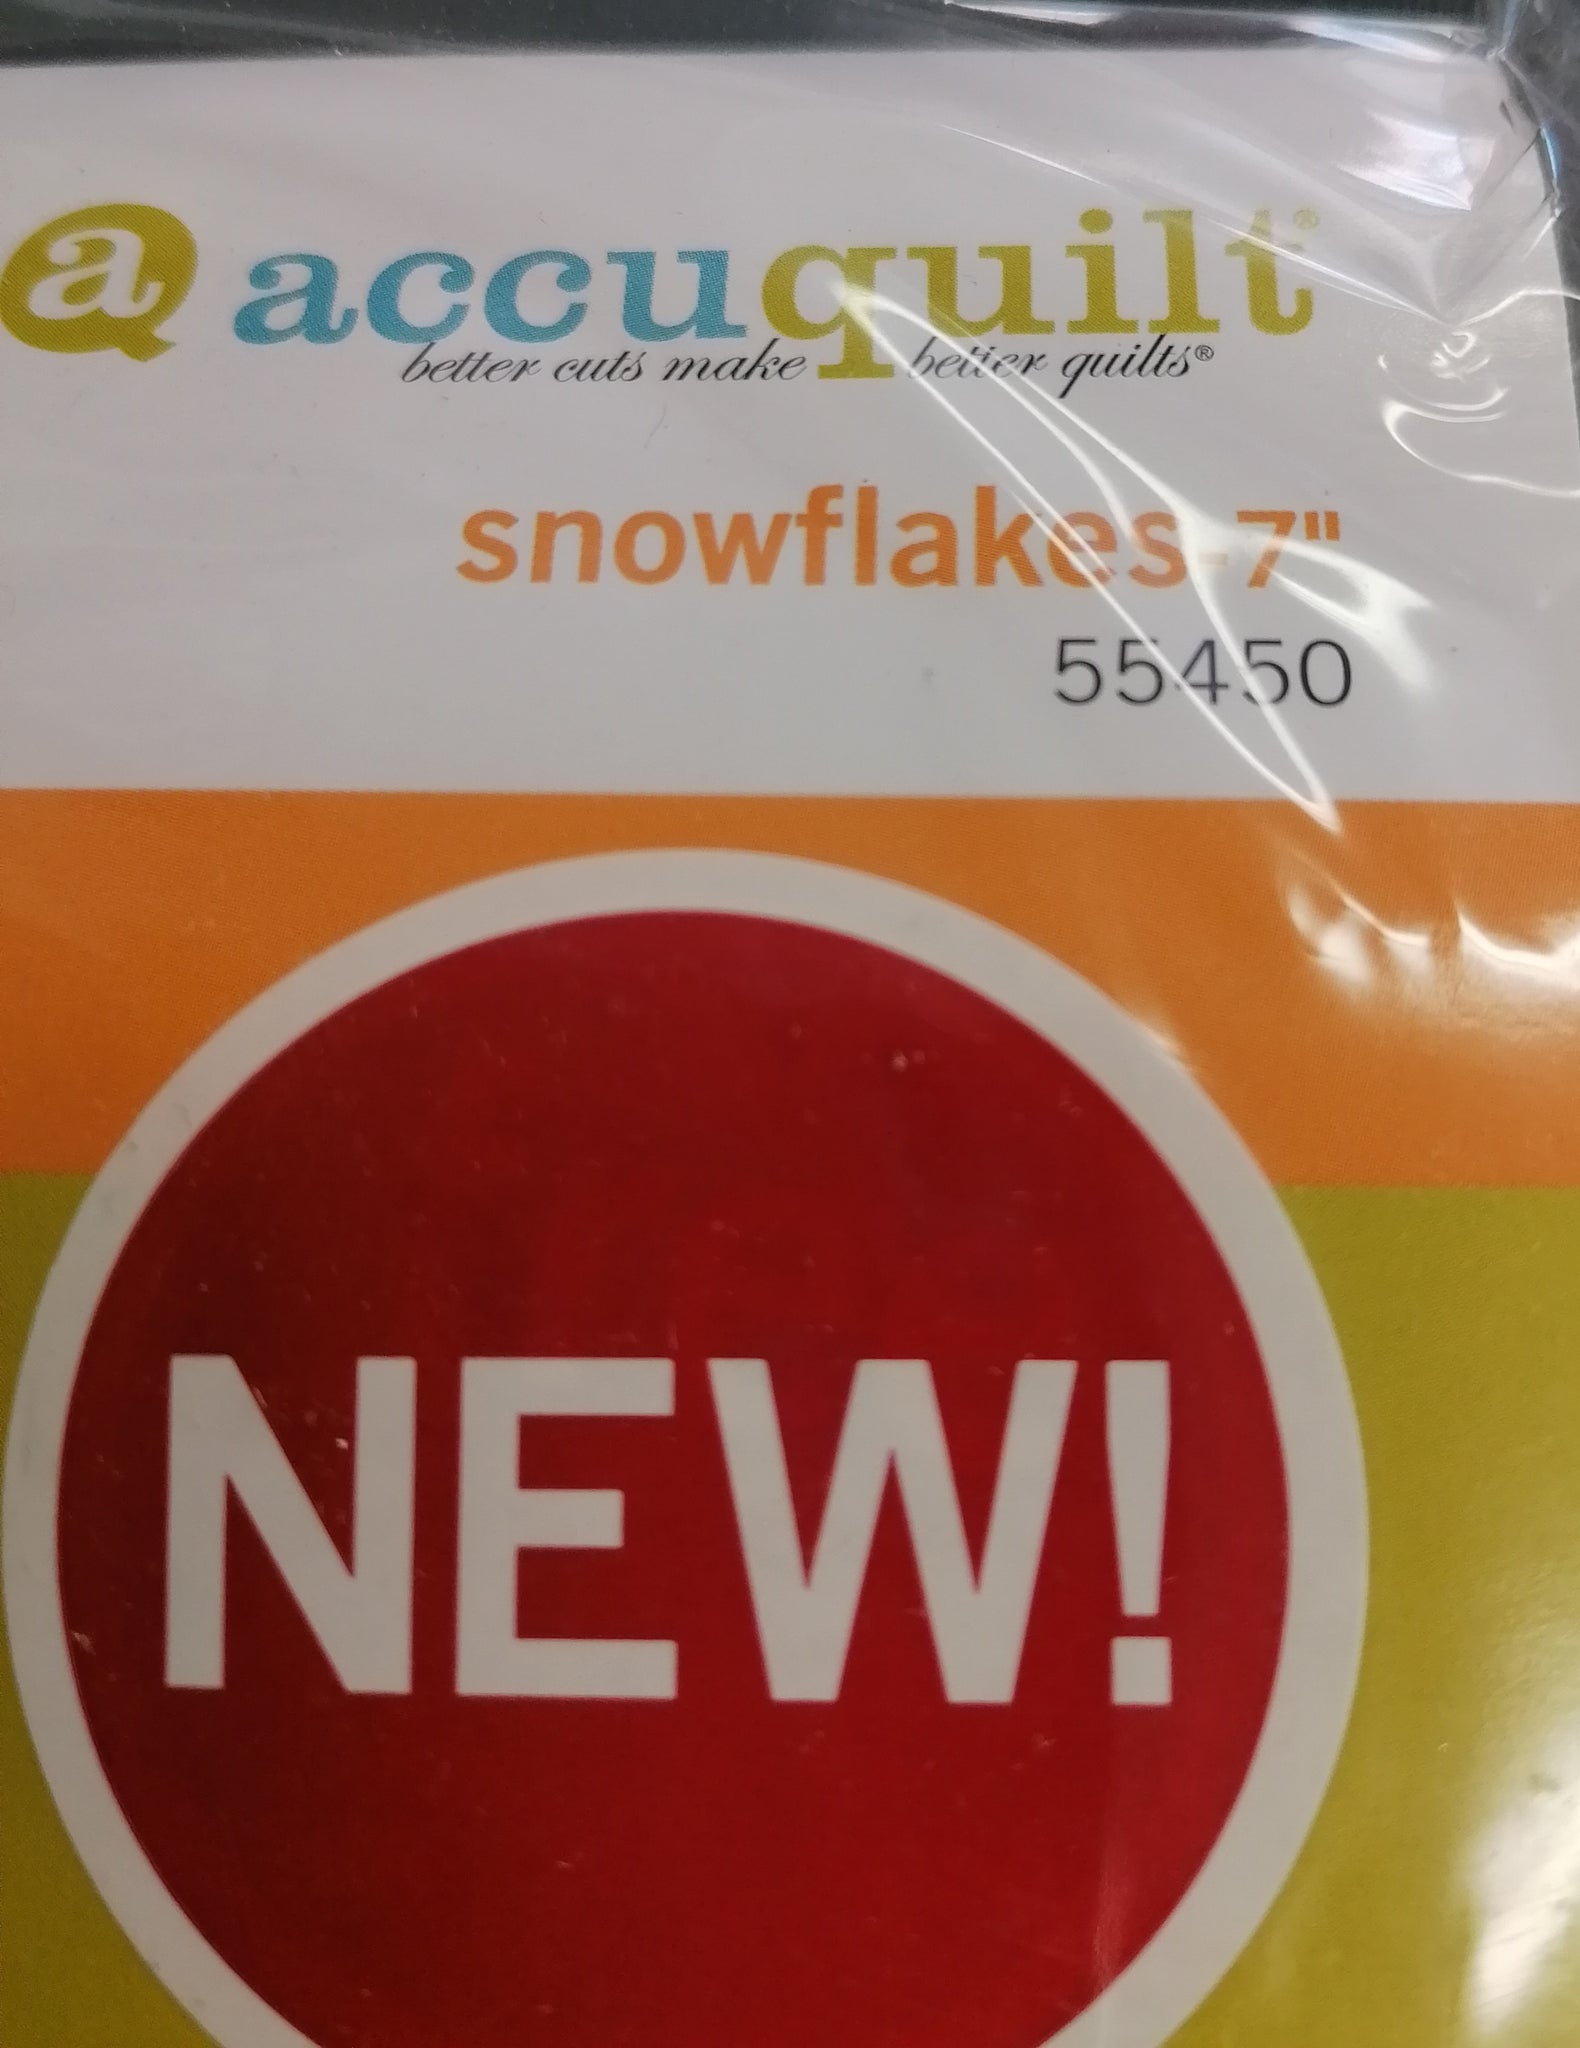 a accuquilt®
better cuts make better quilts®
snowflakes-7"
55450
NEW!